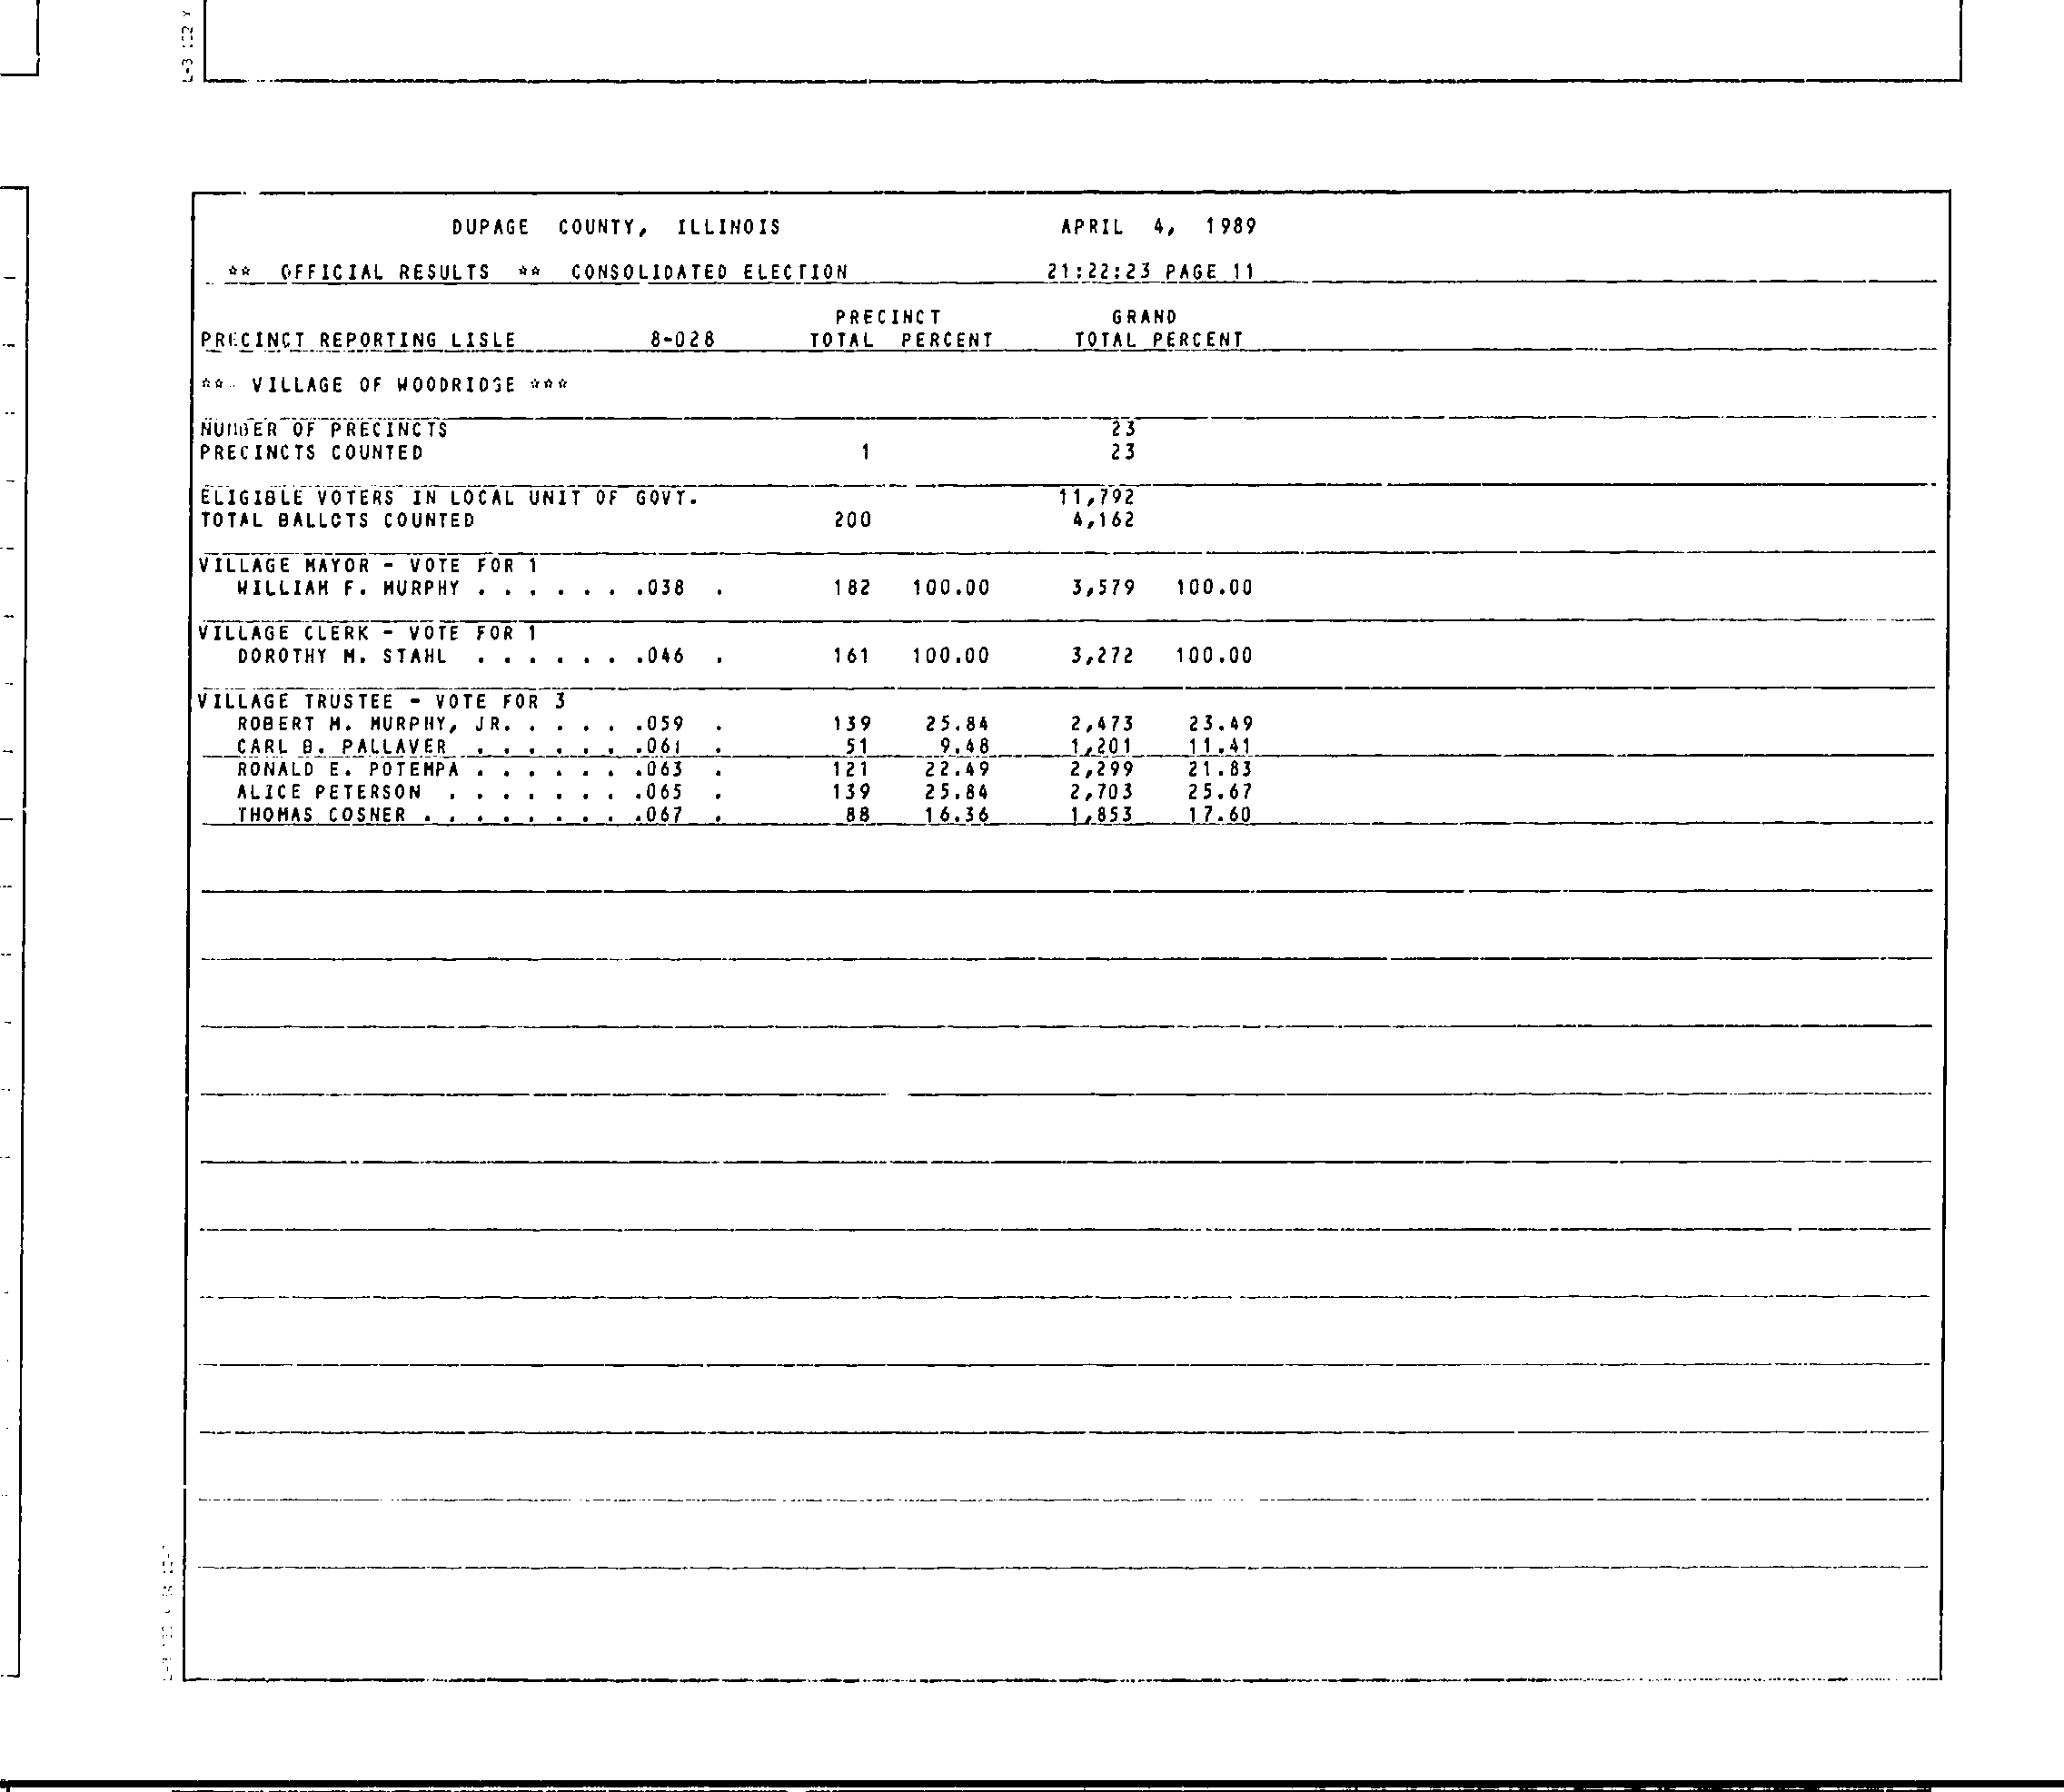 DUPAGE COUNTY, ILLINOIS APRIL 4, 1989
** OFFICIAL RESULTS ** CONSOLIDATED ELECTION 21:22:23 PAGE 11
PRECINCT GRAND
PRECINCT REPORTING LISLE 8-028 TOTAL PERCENT TOTAL PERCENT
** VILLAGE OF WOODRIDGE ***
NUMBER OF PRECINCTS 23
PRECINCTS COUNTED 1 23
ELIGIBLE VOTERS IN LOCAL UNIT OF GOVT. 11,792
TOTAL BALLOTS COUNTED 200 4,162
VILLAGE MAYOR - VOTE FOR 1
WILLIAM F. MURPHY . . . . . . .038 . 182 100.00 3,579 100.00
VILLAGE CLERK - VOTE FOR 1
DOROTHY M. STAHL . . . . . . .046 . 161 100.00 3,272 100.00
VILLAGE TRUSTEE - VOTE FOR 3
ROBERT M. MURPHY, JR. . . . . .059 . 139 25.84 2,473 23.49
CARL B. PALLAVER . . . . . . .061 . 51 9.48 1,201 11.41
RONALD E. POTEMPA . . . . . . .063 . 121 22.49 2,299 21.83
ALICE PETERSON . . . . . . . .065 . 139 25.84 2,703 25.67
THOMAS COSNER . . . . . . . . .067 . 88 16.36 1,853 17.60